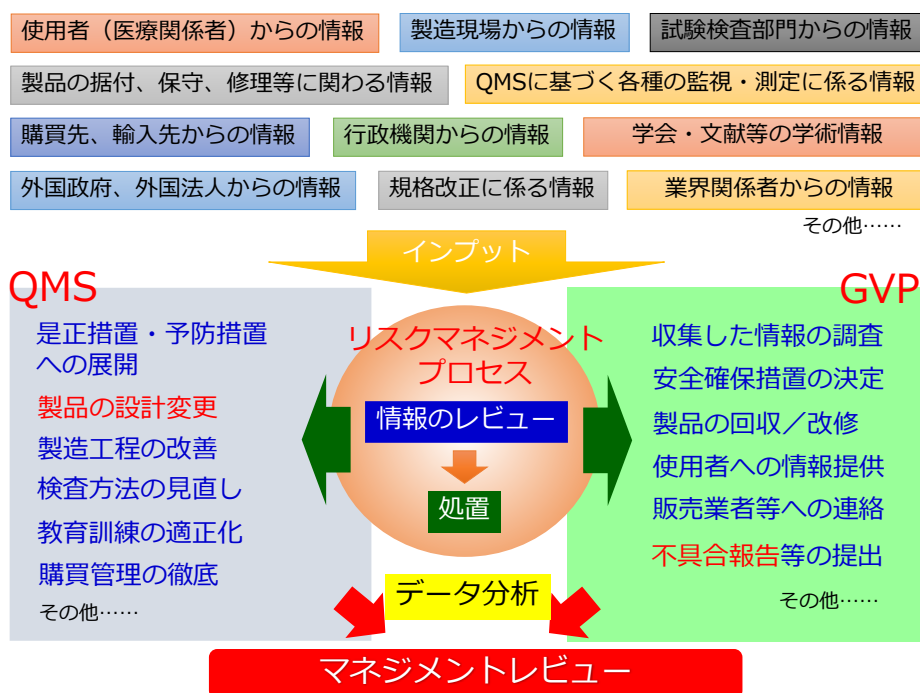 使用者（医療関係者）からの情報
製造現場からの情報
試験検査部門からの情報
製品の据付、保守、修理等に関わる情報
QMSに基づく各種の監視・測定に係る情報
購買先、輸入先からの情報
行政機関からの情報
学会・文献等の学術情報
外国政府、外国法人からの情報
規格改正に係る情報
業界関係者からの情報
その他……
インプット
QMS
是正措置・予防措置
への展開
製品の設計変更
製造工程の改善
検査方法の見直し
教育訓練の適正化
購買管理の徹底
その他……
リスクマネジメント
プロセス
情報のレビュー
処置
GVP
収集した情報の調査
安全確保措置の決定
製品の回収／改修
使用者への情報提供
販売業者等への連絡
不具合報告等の提出
その他……
データ分析
マネジメントレビュー